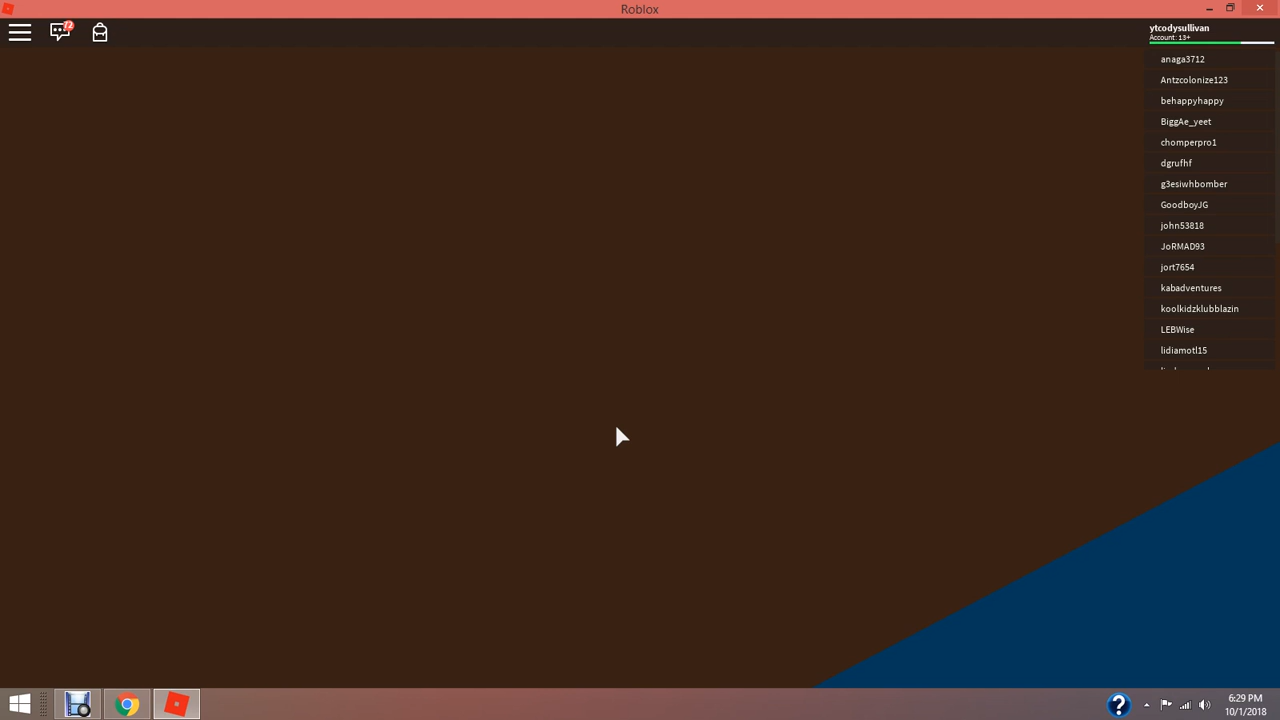 Roblox
72
ytcodysullivan
Account: 13+
anaga3712
Antzcolonize123
behappyhappy
BiggAe_yeet
chomperpro1
dgrufhf
g3esiwhbomber
GoodboyJG
john53818
JoRMAD93
jort7654
kabadventures
koolkidzklubblazin
LEBWise
lidiamotl15
?
6:29 PM
10/1/2018